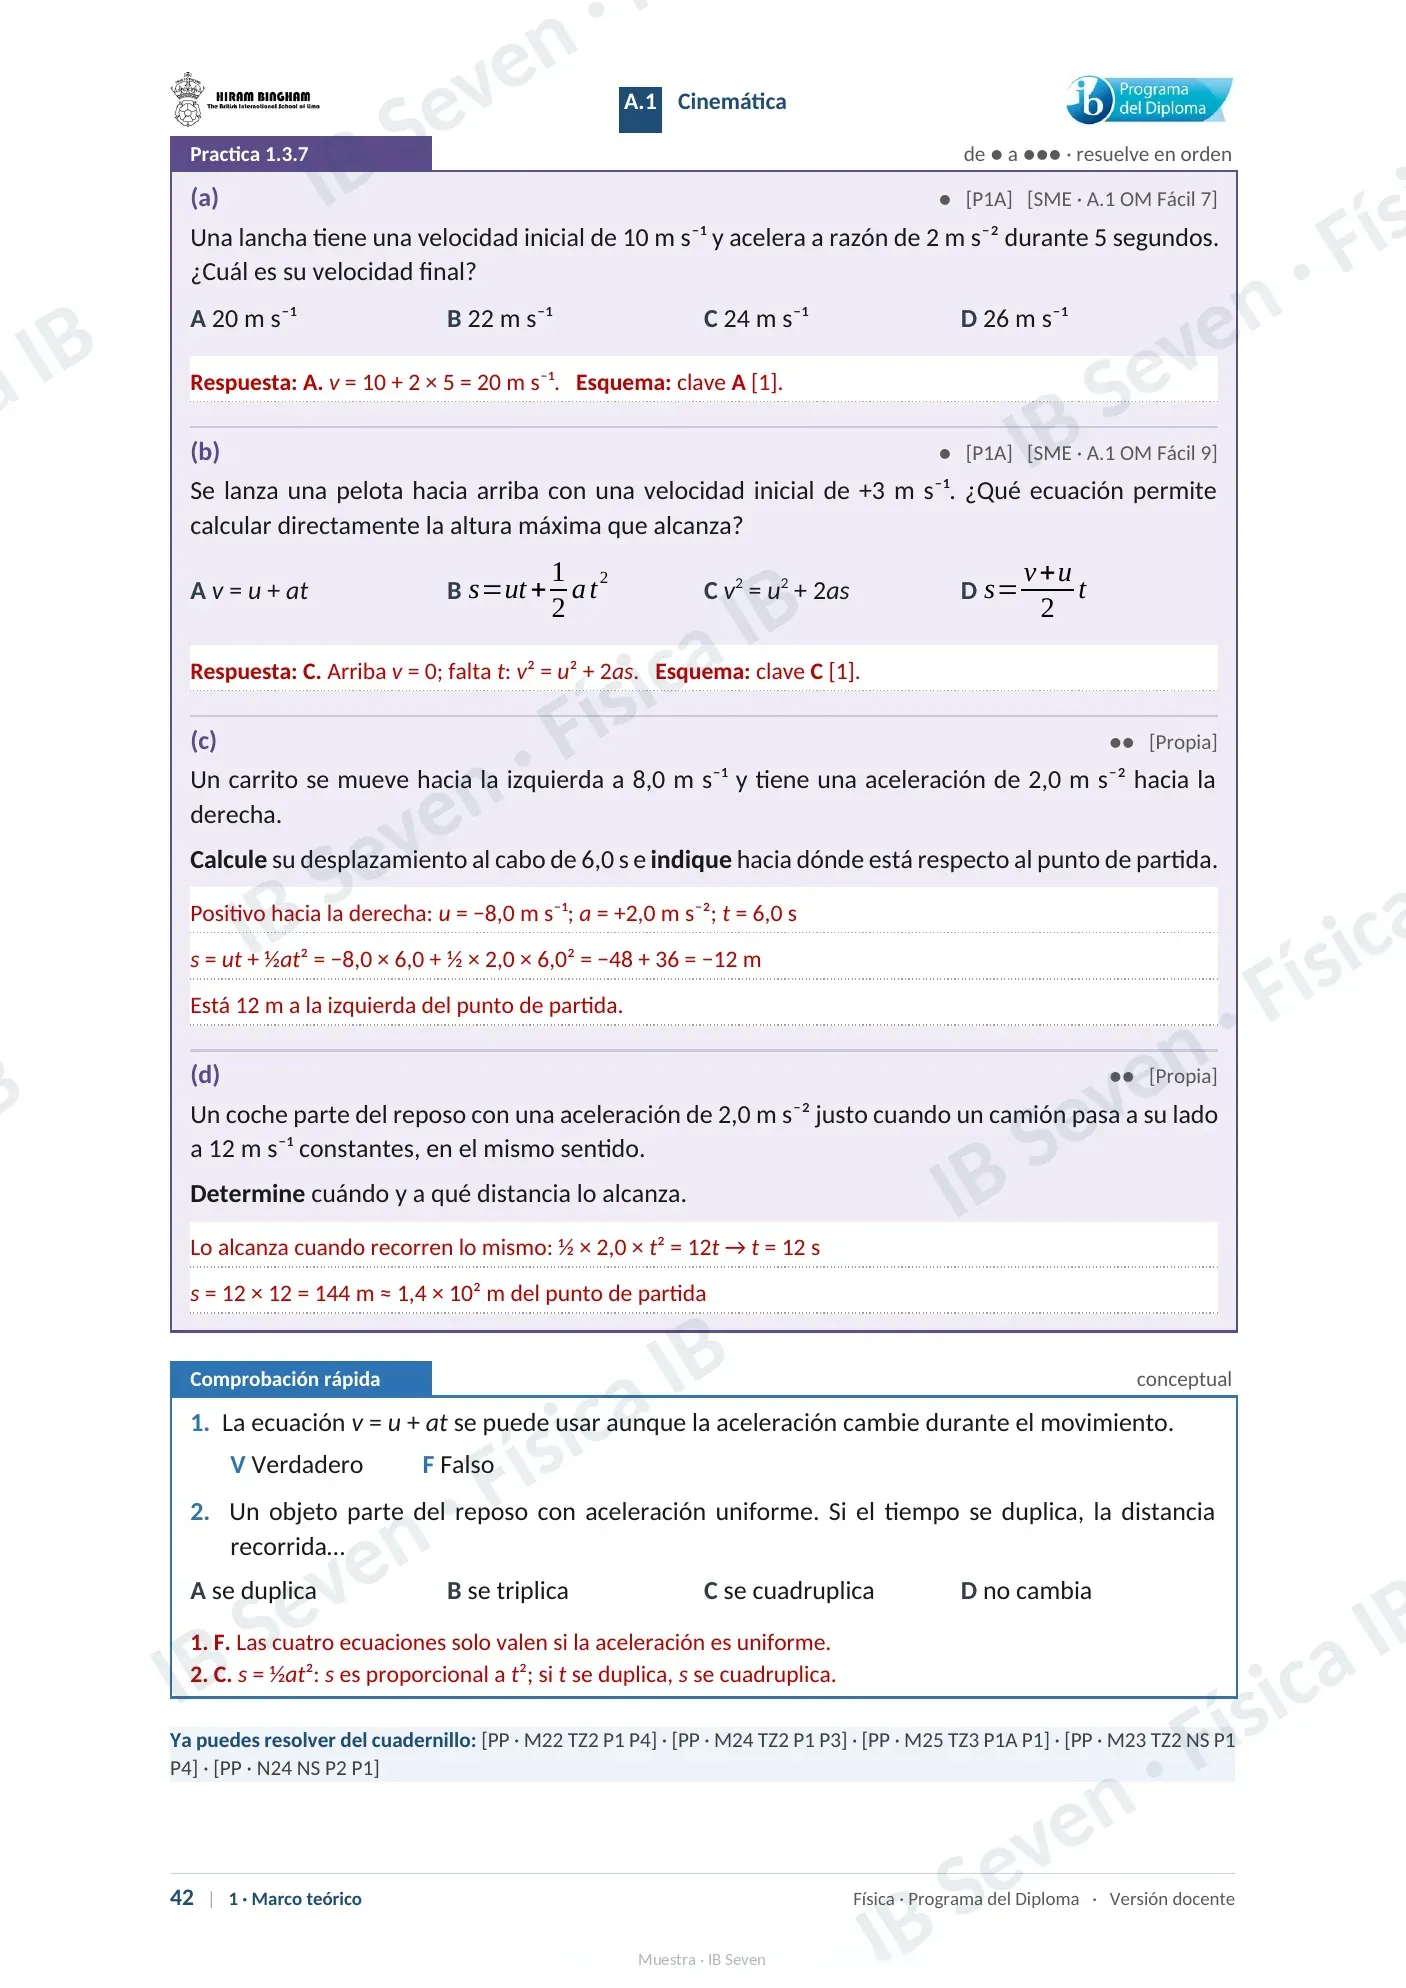 HIRAM BINGHAM
The British International School of Lima
A.1 Cinemática
Programa
del Diploma
Practica 1.3.7
de ● a ●●● · resuelve en orden
(a) ● [P1A] [SME · A.1 OM Fácil 7]
Una lancha tiene una velocidad inicial de 10 m s⁻¹ y acelera a razón de 2 m s⁻² durante 5 segundos.
¿Cuál es su velocidad final?
A 20 m s⁻¹ B 22 m s⁻¹ C 24 m s⁻¹ D 26 m s⁻¹
Respuesta: A. v = 10 + 2 × 5 = 20 m s⁻¹. Esquema: clave A [1].
(b) ● [P1A] [SME · A.1 OM Fácil 9]
Se lanza una pelota hacia arriba con una velocidad inicial de +3 m s⁻¹. ¿Qué ecuación permite
calcular directamente la altura máxima que alcanza?
A v = u + at B s = ut + 1/2 at² C v² = u² + 2as D s = (v+u)/2 t
Respuesta: C. Arriba v = 0; falta t: v² = u² + 2as. Esquema: clave C [1].
(c) ●● [Propia]
Un carrito se mueve hacia la izquierda a 8,0 m s⁻¹ y tiene una aceleración de 2,0 m s⁻² hacia la
derecha.
Calcule su desplazamiento al cabo de 6,0 s e indique hacia dónde está respecto al punto de partida.
Positivo hacia la derecha: u = −8,0 m s⁻¹; a = +2,0 m s⁻²; t = 6,0 s
s = ut + ½at² = −8,0 × 6,0 + ½ × 2,0 × 6,0² = −48 + 36 = −12 m
Está 12 m a la izquierda del punto de partida.
(d) ●● [Propia]
Un coche parte del reposo con una aceleración de 2,0 m s⁻² justo cuando un camión pasa a su lado
a 12 m s⁻¹ constantes, en el mismo sentido.
Determine cuándo y a qué distancia lo alcanza.
Lo alcanza cuando recorren lo mismo: ½ × 2,0 × t² = 12t → t = 12 s
s = 12 × 12 = 144 m ≈ 1,4 × 10² m del punto de partida
Comprobación rápida
conceptual
1. La ecuación v = u + at se puede usar aunque la aceleración cambie durante el movimiento.
V Verdadero F Falso
2. Un objeto parte del reposo con aceleración uniforme. Si el tiempo se duplica, la distancia
recorrida…
A se duplica B se triplica C se cuadruplica D no cambia
1. F. Las cuatro ecuaciones solo valen si la aceleración es uniforme.
2. C. s = ½at²: s es proporcional a t²; si t se duplica, s se cuadruplica.
Ya puedes resolver del cuadernillo: [PP · M22 TZ2 P1 P4] · [PP · M24 TZ2 P1 P3] · [PP · M25 TZ3 P1A P1] · [PP · M23 TZ2 NS P1
P4] · [PP · N24 NS P2 P1]
42 | 1 · Marco teórico
Física · Programa del Diploma · Versión docente
Muestra · IB Seven
IB Seven · Física IB